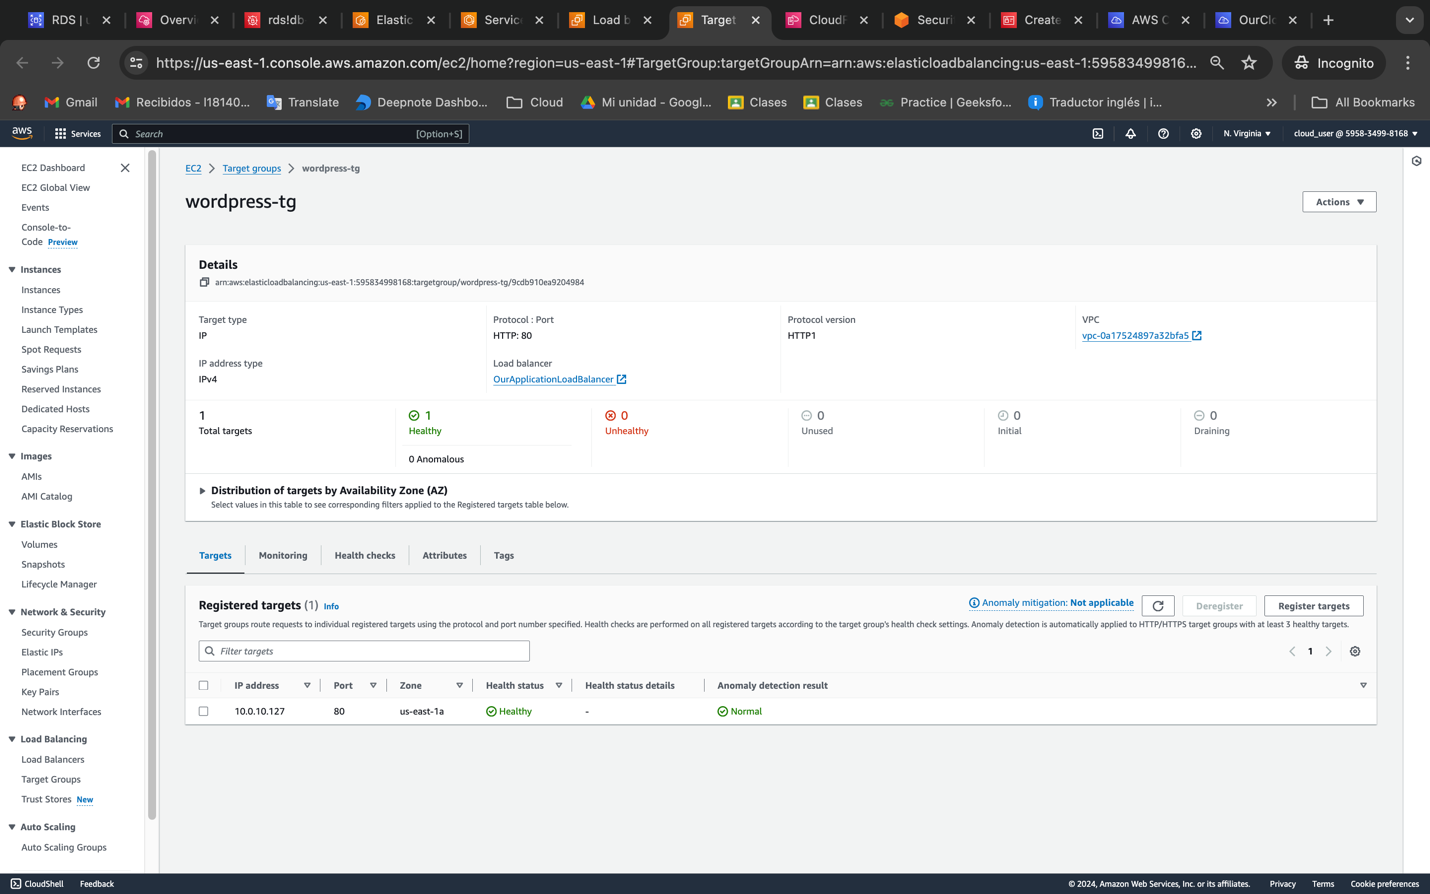 RDS | u
Overvi
rds!db
Elastic
Service
Load b
Target
CloudF
Securi
Create
AWS C
OurClo
https://us-east-1.console.aws.amazon.com/ec2/home?region=us-east-1#TargetGroup:targetGroupArn=arn:aws:elasticloadbalancing:us-east-1:59583499816...
Incognito
Gmail
Recibidos - l18140...
Translate
Deepnote Dashbo...
Cloud
Mi unidad - Googl...
Clases
Clases
Practice | Geeksfo...
Traductor inglés | i...
All Bookmarks
aws
Services
Search
[Option+S]
N. Virginia
cloud_user @ 5958-3499-8168
EC2 Dashboard
EC2 Global View
Events
Console-to-
Code Preview
Instances
Instances
Instance Types
Launch Templates
Spot Requests
Savings Plans
Reserved Instances
Dedicated Hosts
Capacity Reservations
Images
AMIs
AMI Catalog
Elastic Block Store
Volumes
Snapshots
Lifecycle Manager
Network & Security
Security Groups
Elastic IPs
Placement Groups
Key Pairs
Network Interfaces
Load Balancing
Load Balancers
Target Groups
Trust Stores New
Auto Scaling
Auto Scaling Groups
EC2
Target groups
wordpress-tg
wordpress-tg
Actions
Details
arn:aws:elasticloadbalancing:us-east-1:595834998168:targetgroup/wordpress-tg/9cdb910ea9204984
Target type
IP
Protocol : Port
HTTP: 80
Protocol version
HTTP1
VPC
vpc-0a17524897a32bfa5
IP address type
IPv4
Load balancer
OurApplicationLoadBalancer
1
Total targets
1
Healthy
0 Anomalous
0
Unhealthy
0
Unused
0
Initial
0
Draining
Distribution of targets by Availability Zone (AZ)
Select values in this table to see corresponding filters applied to the Registered targets table below.
Targets
Monitoring
Health checks
Attributes
Tags
Registered targets (1) Info
Anomaly mitigation: Not applicable
Deregister
Register targets
Target groups route requests to individual registered targets using the protocol and port number specified. Health checks are performed on all registered targets according to the target group's health check settings. Anomaly detection is automatically applied to HTTP/HTTPS target groups with at least 3 healthy targets.
Filter targets
1
IP address
Port
Zone
Health status
Health status details
Anomaly detection result
10.0.10.127
80
us-east-1a
Healthy
-
Normal
CloudShell
Feedback
© 2024, Amazon Web Services, Inc. or its affiliates.
Privacy
Terms
Cookie preferences